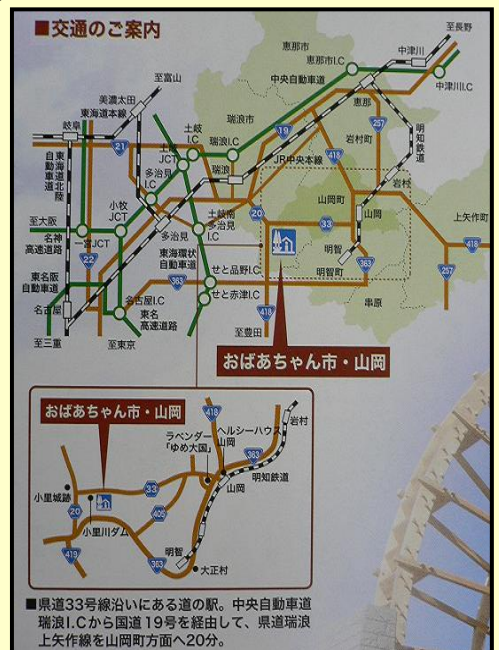 ■交通のご案内
至長野
恵那市
恵那市I.C
中津川
中央自動車道
中津川I.C
至富山
美濃太田
東海道本線
岐阜
21
土岐I.C
瑞浪市
瑞浪I.C
19
恵那
257
岩村町
明知鉄道
土岐JCT
多治見I.C
瑞浪
JR中央本線
418
岩村
東海北陸自動車道
小牧JCT
土岐南多治見I.C
20
山岡町
33
山岡
上矢作町
418
至大阪
一宮JCT
名神高速道路
22
多治見
東海環状自動車道
明智
明智町
363
257
東名阪自動車道
363
せと品野I.C
せと赤津I.C
418
串原
名古屋
名古屋I.C
東名高速道路
至三重
至東京
至豊田
おばあちゃん市・山岡
おばあちゃん市・山岡
418
ラベンダー「ゆめ大国」
ヘルシーハウス山岡
岩村
363
明知鉄道
小里城跡
33
山岡
20
小里川ダム
405
419
明智
363
大正村
■県道33号線沿いにある道の駅。中央自動車道
瑞浪I.Cから国道19号を経由して、県道瑞浪
上矢作線を山岡町方面へ20分。